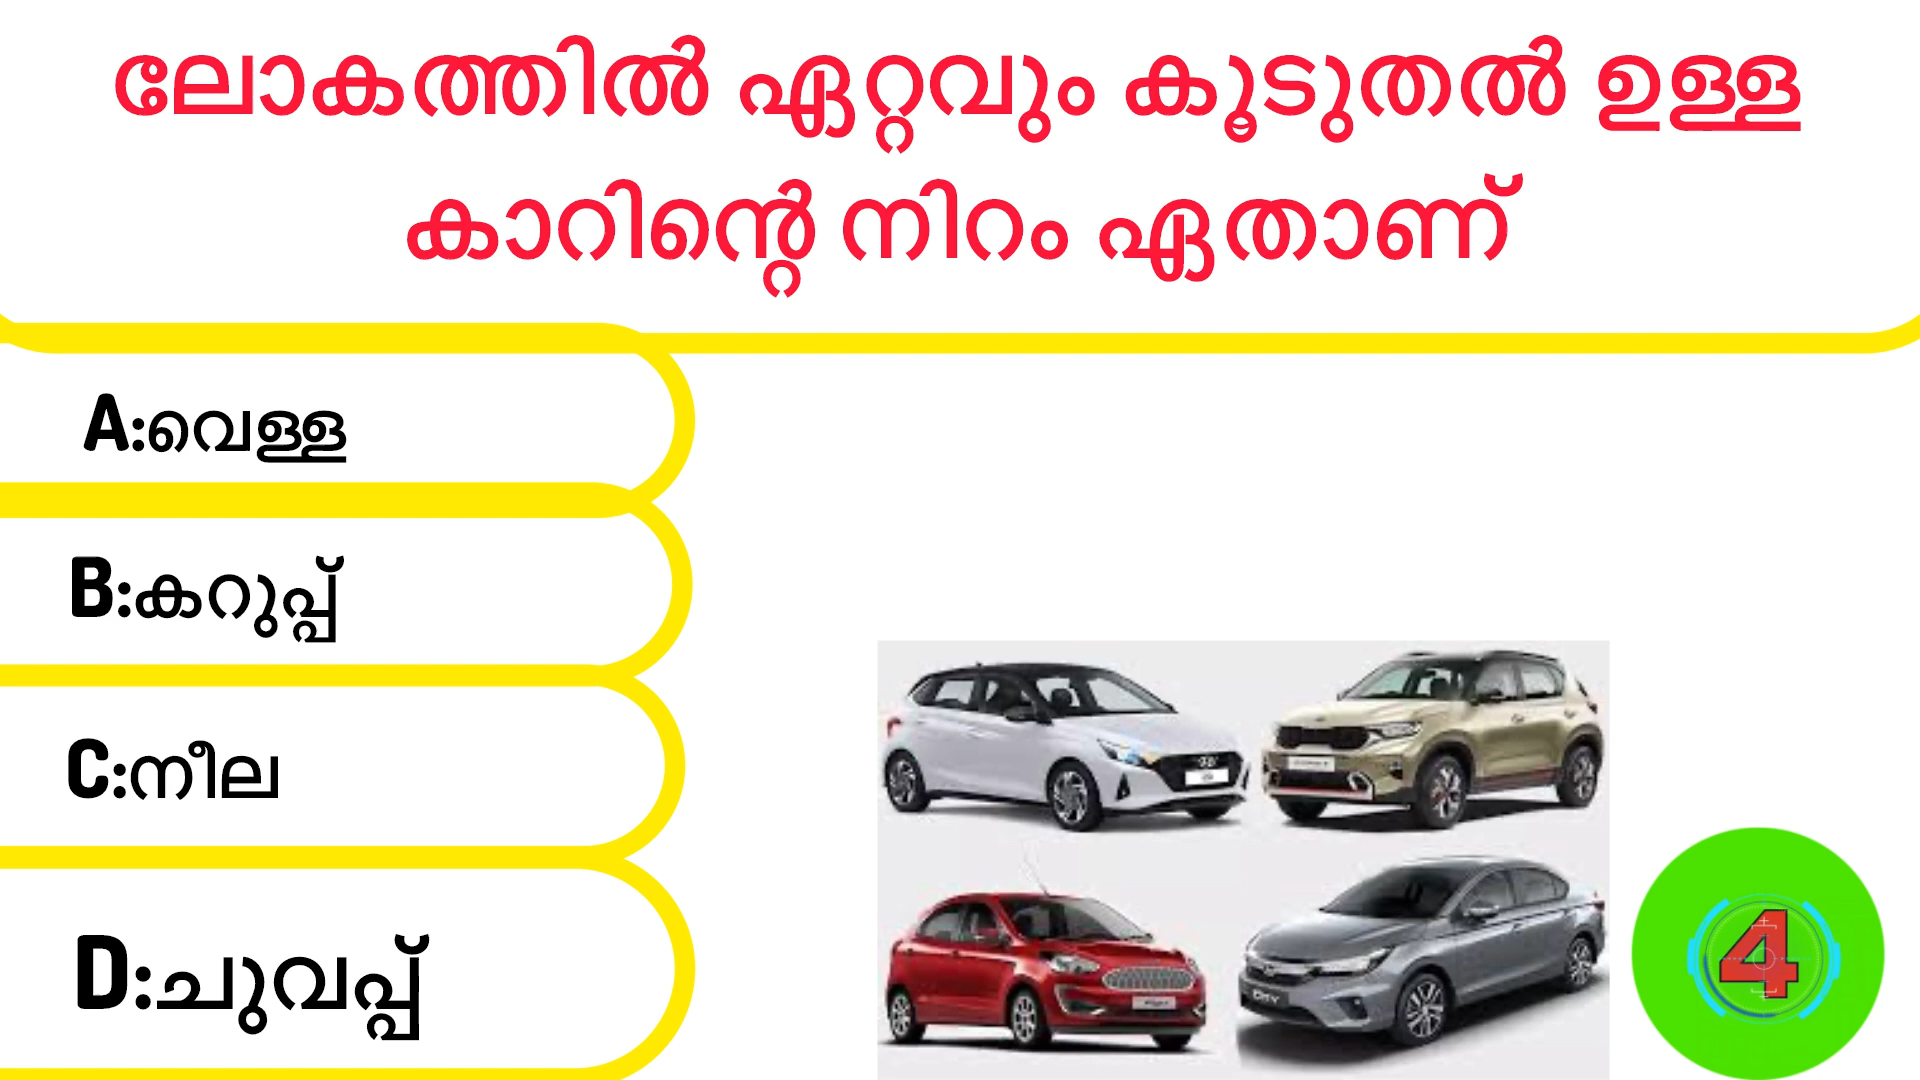 ലോകത്തിൽ ഏറ്റവും കൂടുതൽ ഉള്ള
കാറിന്റെ നിറം ഏതാണ്
A:വെള്ള
B:കറുപ്പ്
C:നീല
D:ചുവപ്പ്
4